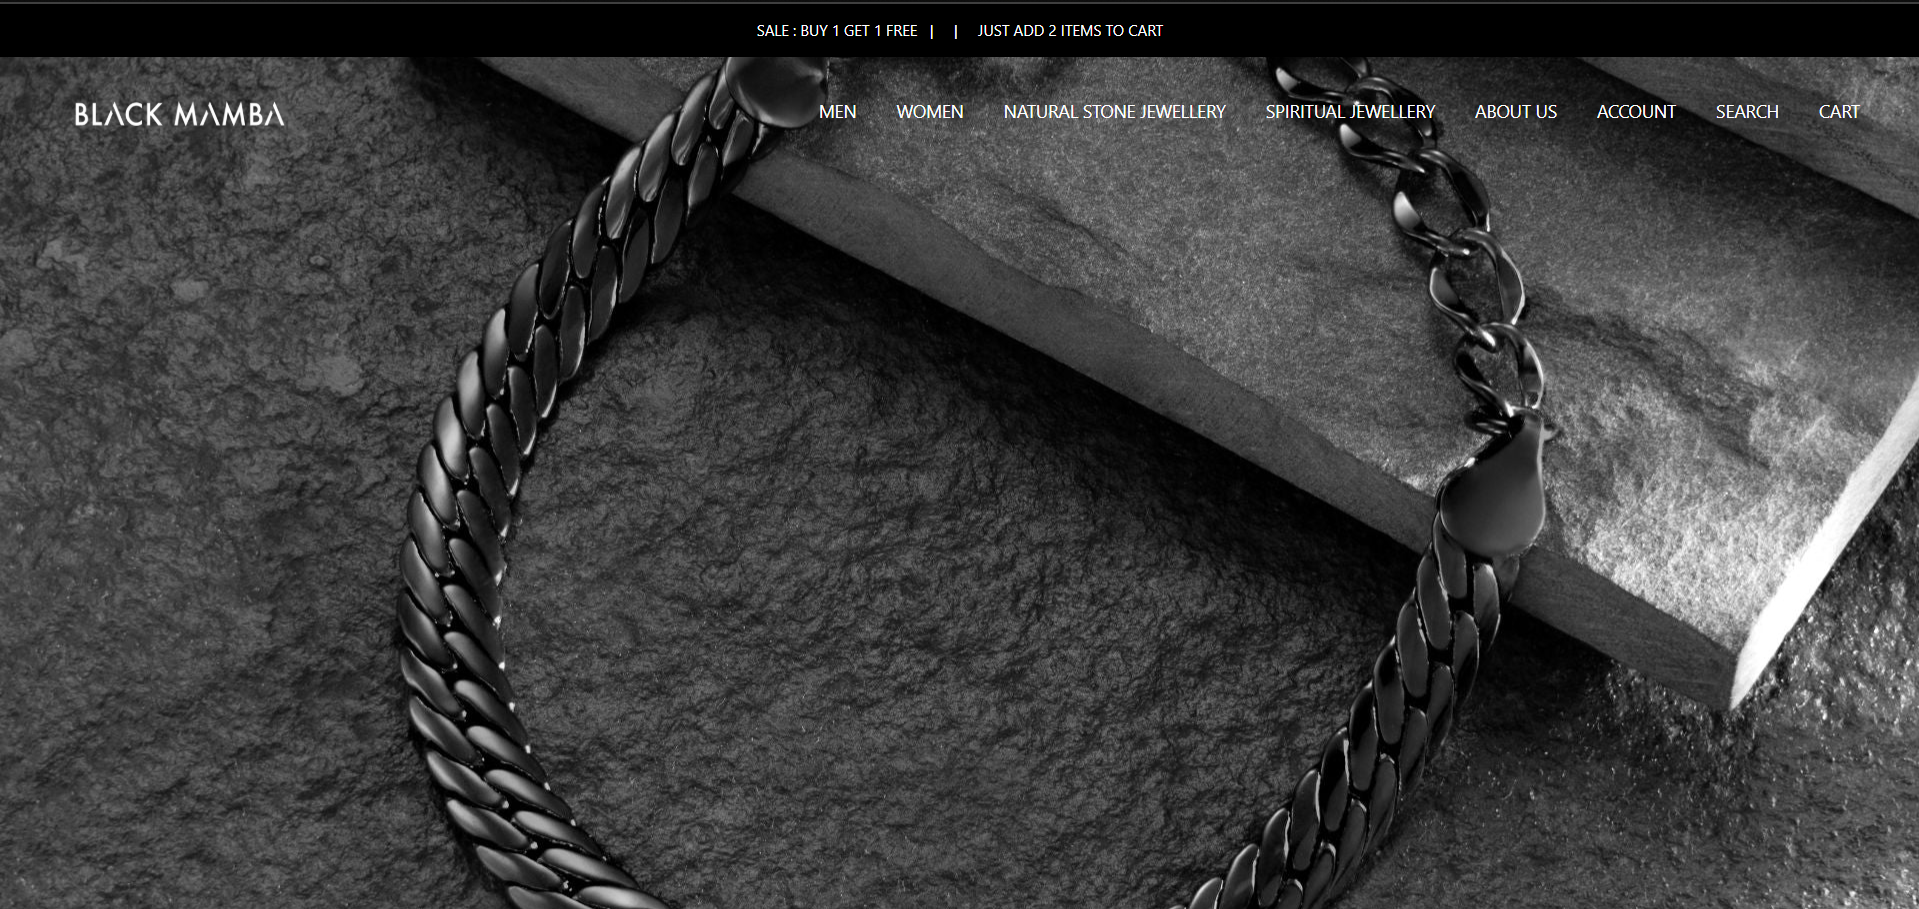 SALE : BUY 1 GET 1 FREE | | JUST ADD 2 ITEMS TO CART
BLACK MAMBA MEN WOMEN NATURAL STONE JEWELLERY SPIRITUAL JEWELLERY ABOUT US ACCOUNT SEARCH CART